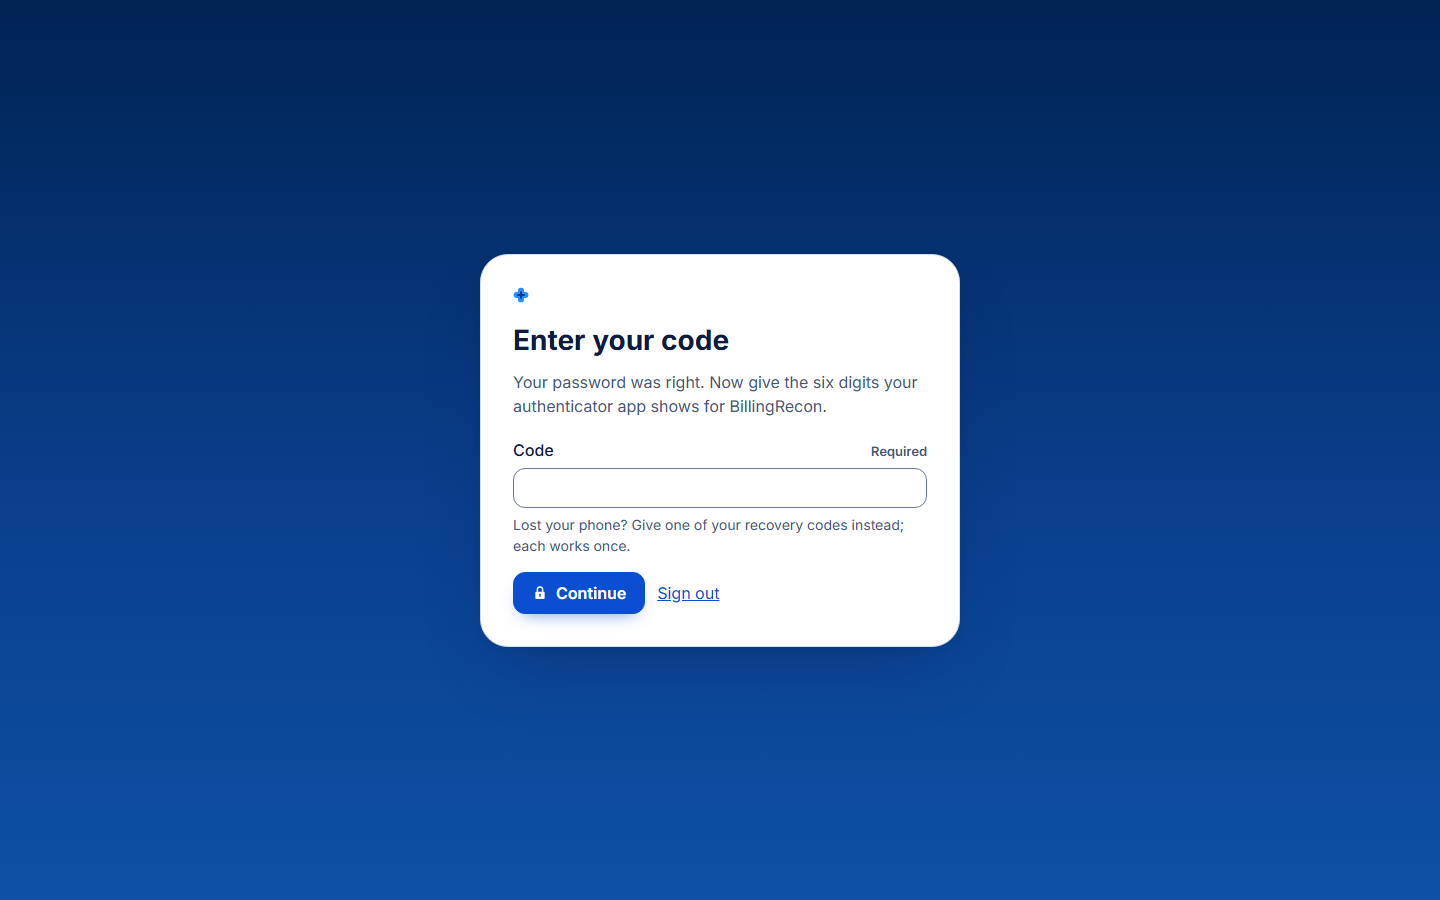 Enter your code
Your password was right. Now give the six digits your
authenticator app shows for BillingRecon.
Code
Required
Lost your phone? Give one of your recovery codes instead;
each works once.
Continue
Sign out